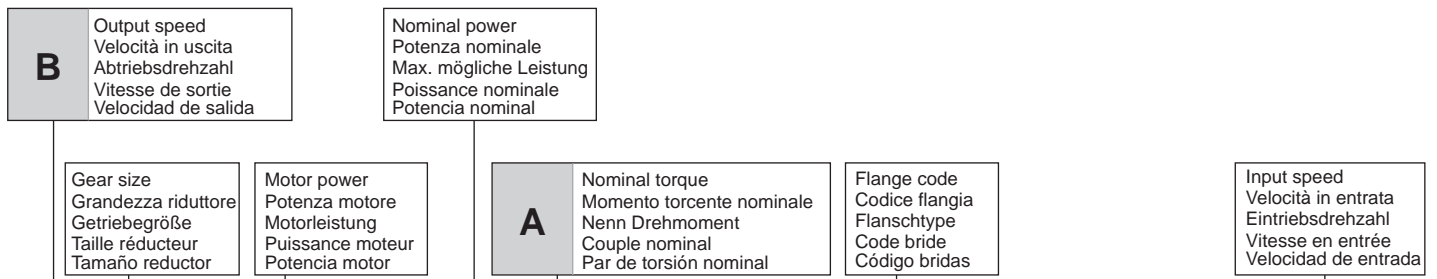 B
Output speed
Velocità in uscita
Abtriebsdrehzahl
Vitesse de sortie
Velocidad de salida
Nominal power
Potenza nominale
Max. mögliche Leistung
Poissance nominale
Potencia nominal
Gear size
Grandezza riduttore
Getriebegröße
Taille réducteur
Tamaño reductor
Motor power
Potenza motore
Motorleistung
Puissance moteur
Potencia motor
A
Nominal torque
Momento torcente nominale
Nenn Drehmoment
Couple nominal
Par de torsión nominal
Flange code
Codice flangia
Flanschtype
Code bride
Código bridas
Input speed
Velocità in entrata
Eintriebsdrehzahl
Vitesse en entrée
Velocidad de entrada